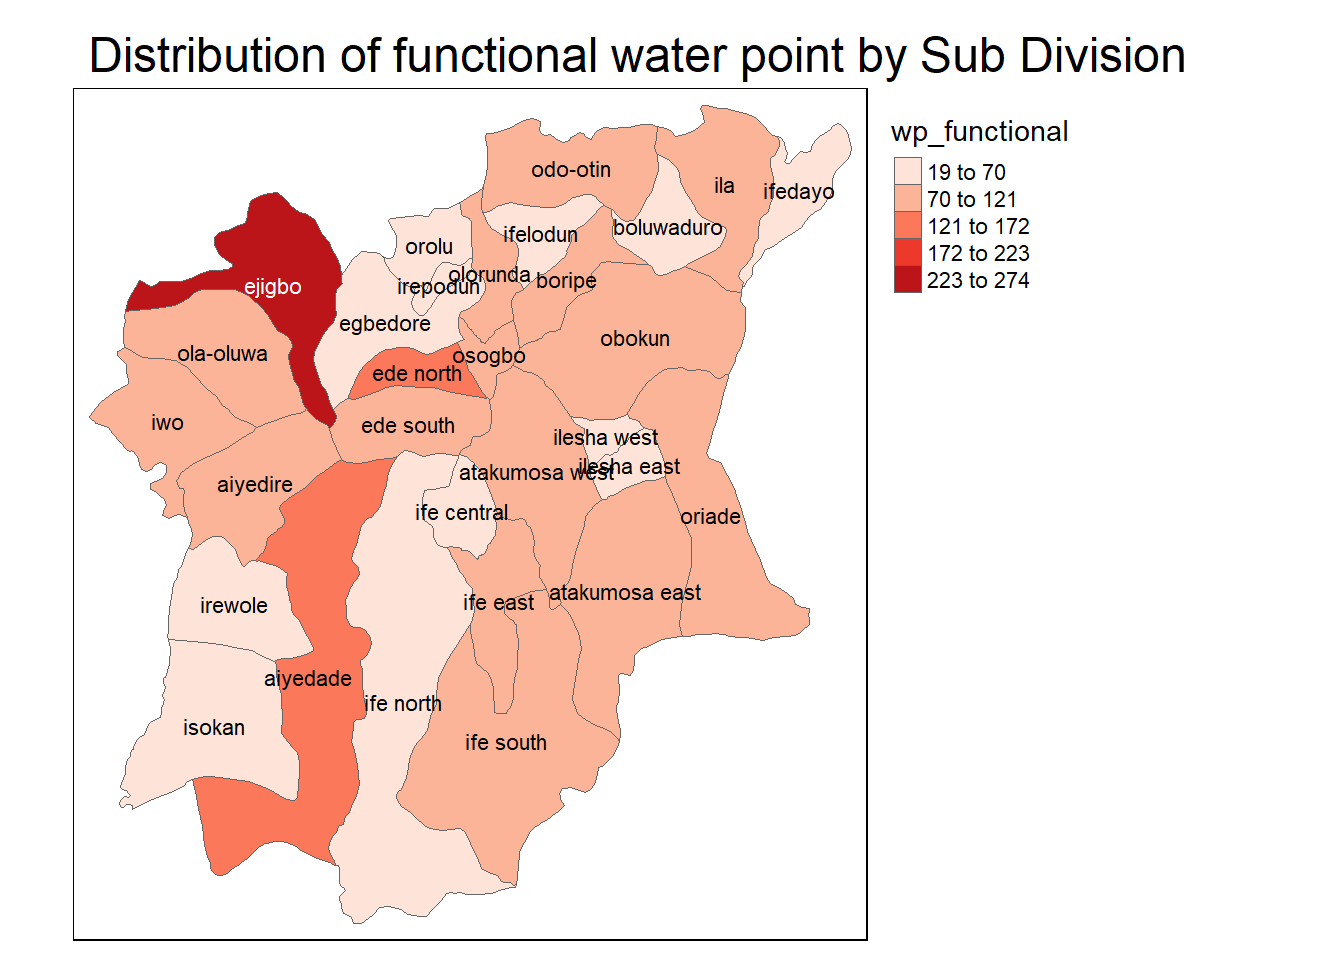 Distribution of functional water point by Sub Division
wp_functional
19 to 70
70 to 121
121 to 172
172 to 223
223 to 274
odo-otin
ila
ifedayo
boluwaduro
ifelodun
orolu
olorunda
boripe
irepodun
ejigbo
egbedore
obokun
ola-oluwa
osogbo
ede north
iwo
ede south
ilesha west
ilesha east
atakumosa west
aiyedire
ife central
oriade
atakumosa east
ife east
irewole
aiyedade
ife north
isokan
ife south